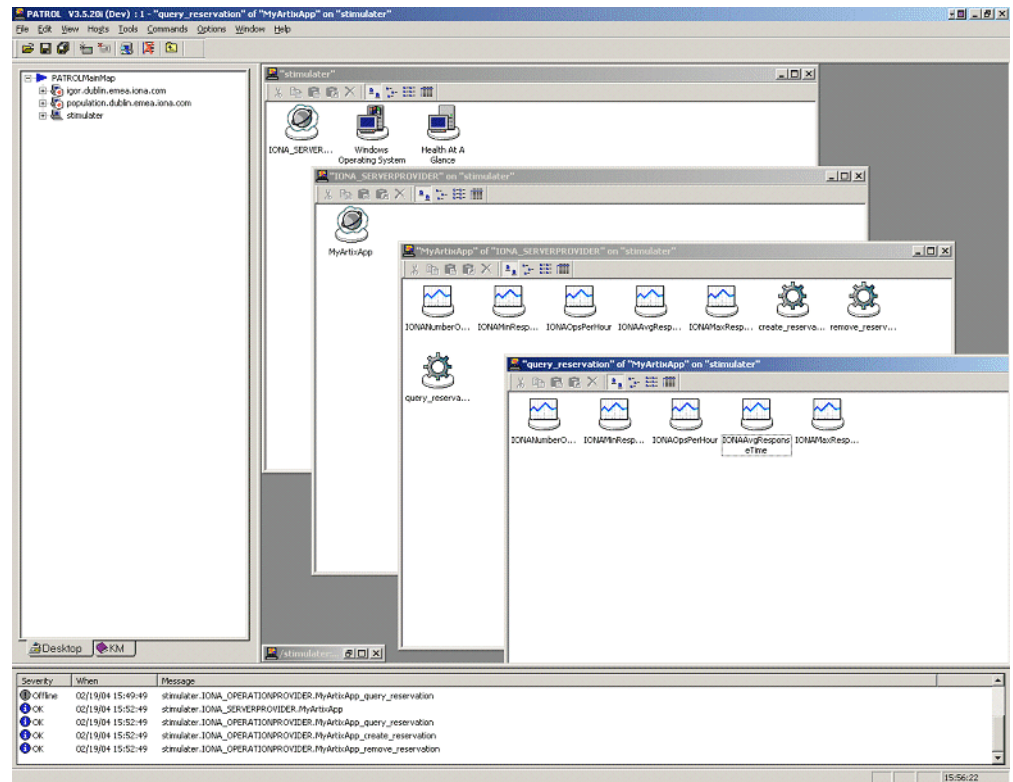 PATROL V3.5.20i (Dev) : 1 - "query_reservation" of "MyArtixApp" on "stimulater"
File Edit View Hosts Tools Commands Options Window Help
PATROLMainMap
igor.dublin.emea.iona.com
population.dublin.emea.iona.com
stimulater
"stimulater"
IONA_SERVER... Windows Operating System Health At A Glance
"IONA_SERVERPROVIDER" on "stimulater"
MyArtixApp
"MyArtixApp" of "IONA_SERVERPROVIDER" on "stimulater"
IONANumberO... IONAMinResp... IONAOpsPerHour IONAAvgResp... IONAMaxResp... create_reserva... remove_reserv...
query_reserva...
"query_reservation" of "MyArtixApp" on "stimulater"
IONANumberO... IONAMinResp... IONAOpsPerHour IONAAvgRespons
eTime IONAMaxResp...
Desktop KM
/stimulater:...
Severity When Message
Offline 02/19/04 15:49:49 stimulater.IONA_OPERATIONPROVIDER.MyArtixApp_query_reservation
OK 02/19/04 15:52:49 stimulater.IONA_SERVERPROVIDER.MyArtixApp
OK 02/19/04 15:52:49 stimulater.IONA_OPERATIONPROVIDER.MyArtixApp_query_reservation
OK 02/19/04 15:52:49 stimulater.IONA_OPERATIONPROVIDER.MyArtixApp_create_reservation
OK 02/19/04 15:52:49 stimulater.IONA_OPERATIONPROVIDER.MyArtixApp_remove_reservation
15:56:22